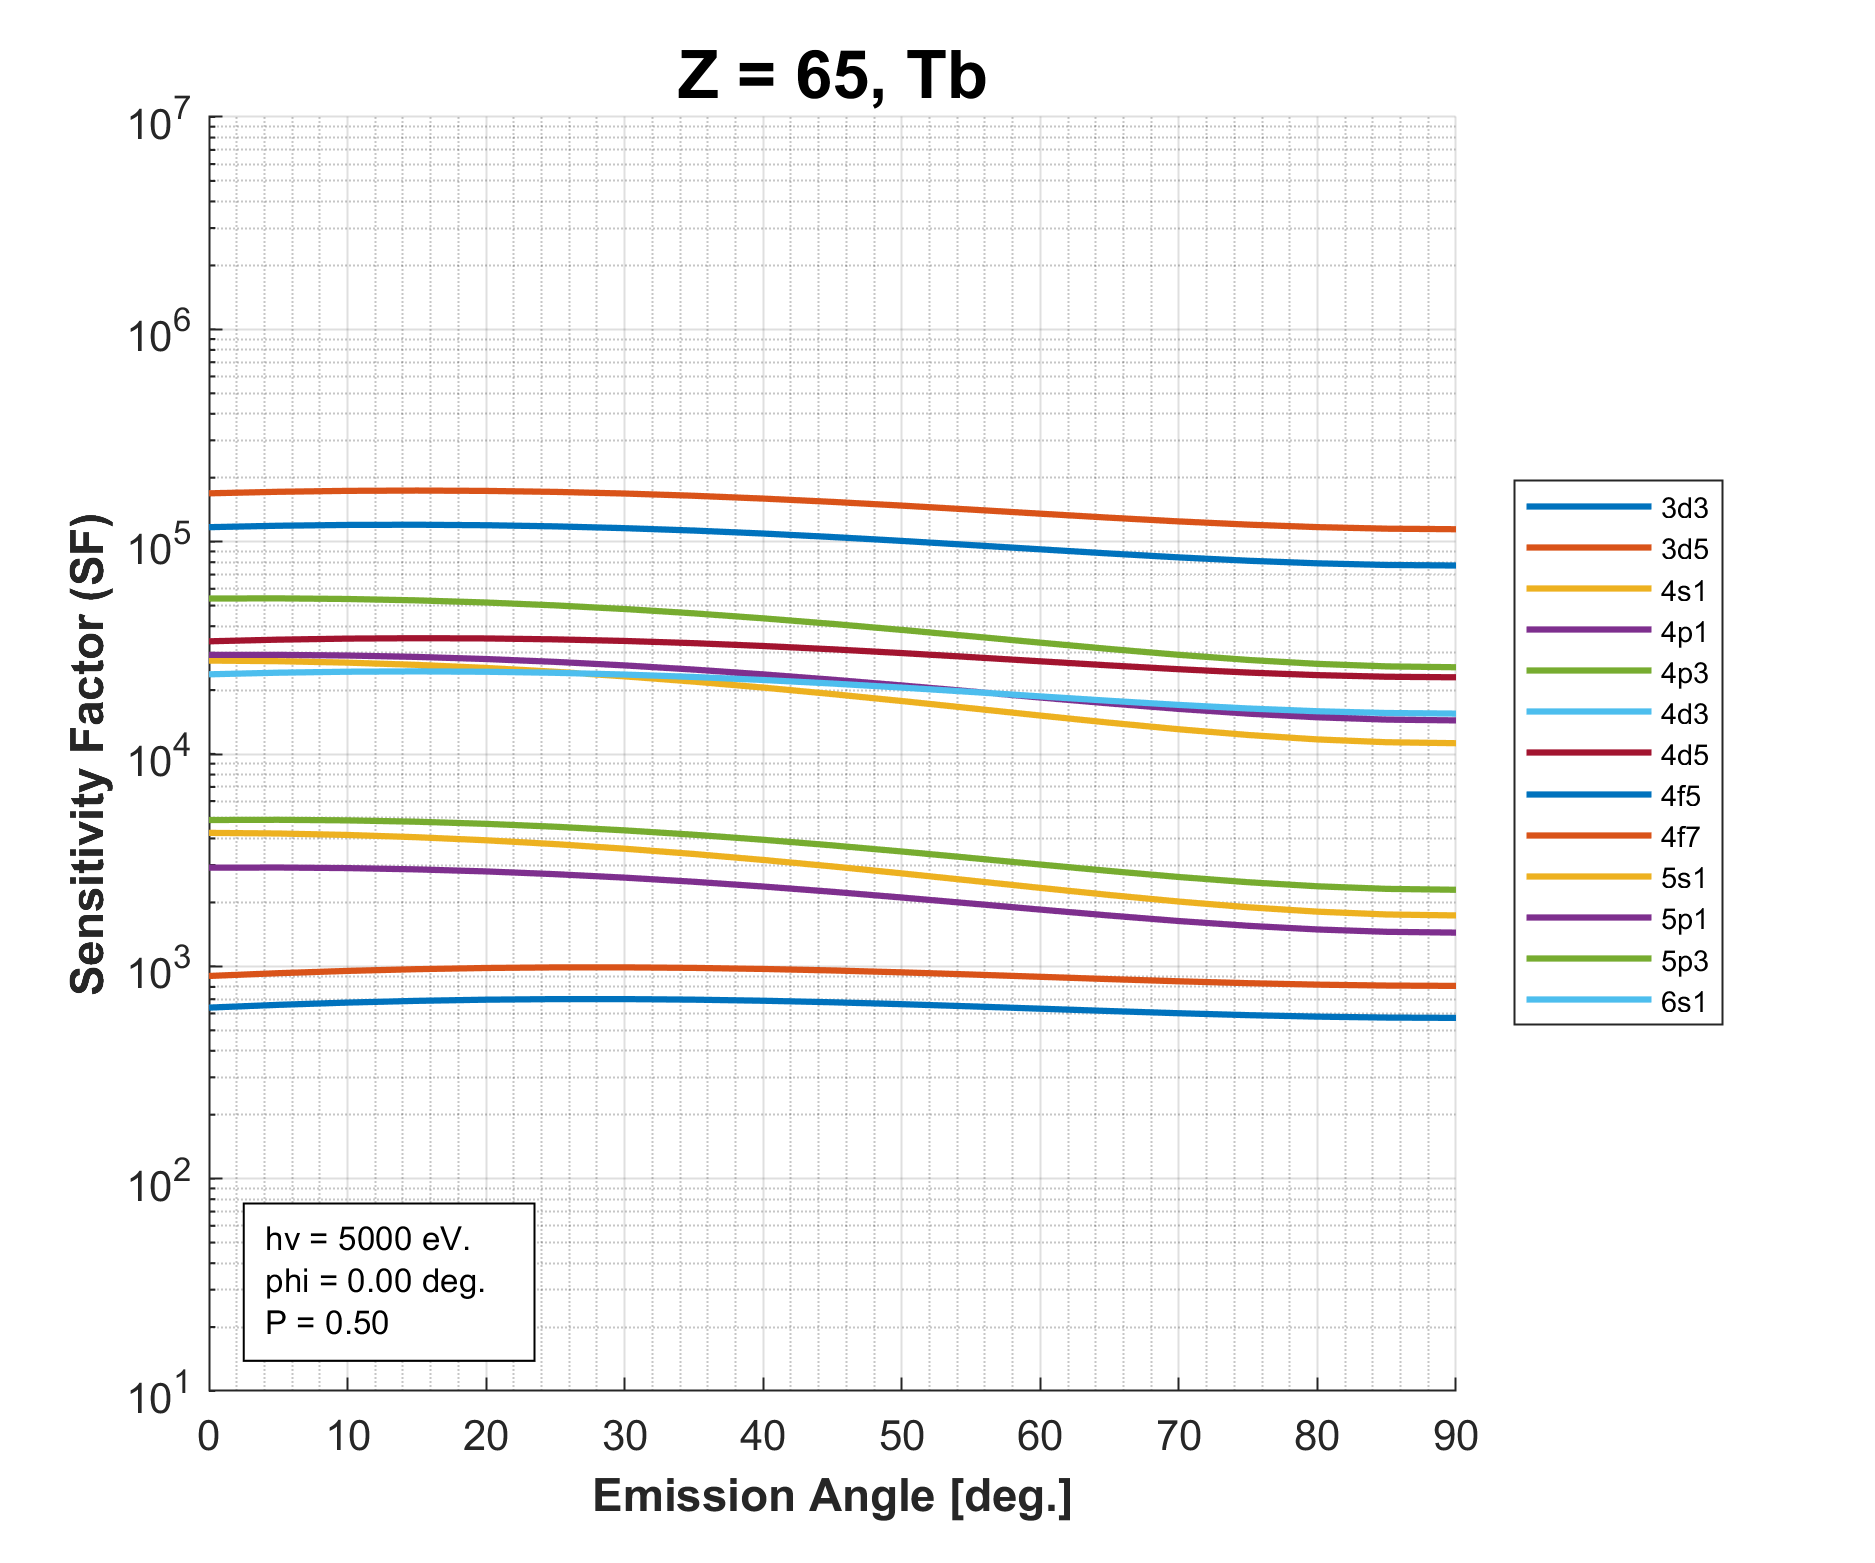 Z = 65, Tb
Sensitivity Factor (SF)
10^7
10^6
10^5
10^4
10^3
10^2
10^1
hv = 5000 eV.
phi = 0.00 deg.
P = 0.50
0 10 20 30 40 50 60 70 80 90
Emission Angle [deg.]
3d3
3d5
4s1
4p1
4p3
4d3
4d5
4f5
4f7
5s1
5p1
5p3
6s1